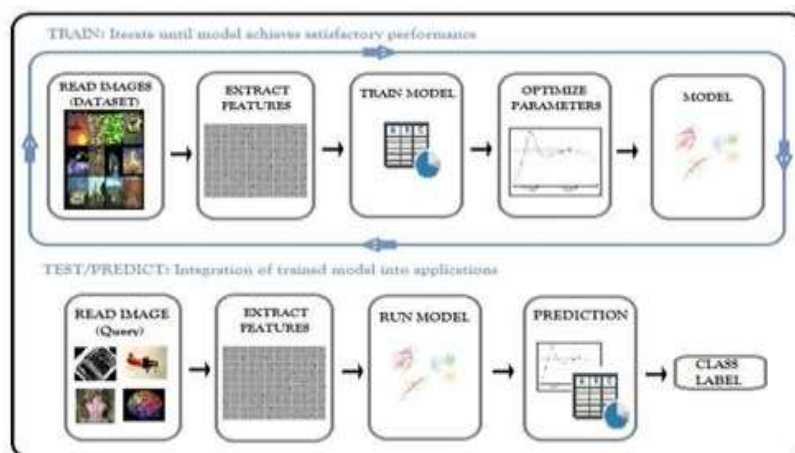 TRAIN: Iterate until model achieves satisfactory performance
READ IMAGES
(DATASET)
EXTRACT
FEATURES
TRAIN MODEL
A B C
OPTIMIZE
PARAMETERS
MODEL
TEST/PREDICT: Integration of trained model into applications
READ IMAGE
(Query)
EXTRACT
FEATURES
RUN MODEL
PREDICTION
A B C
CLASS
LABEL